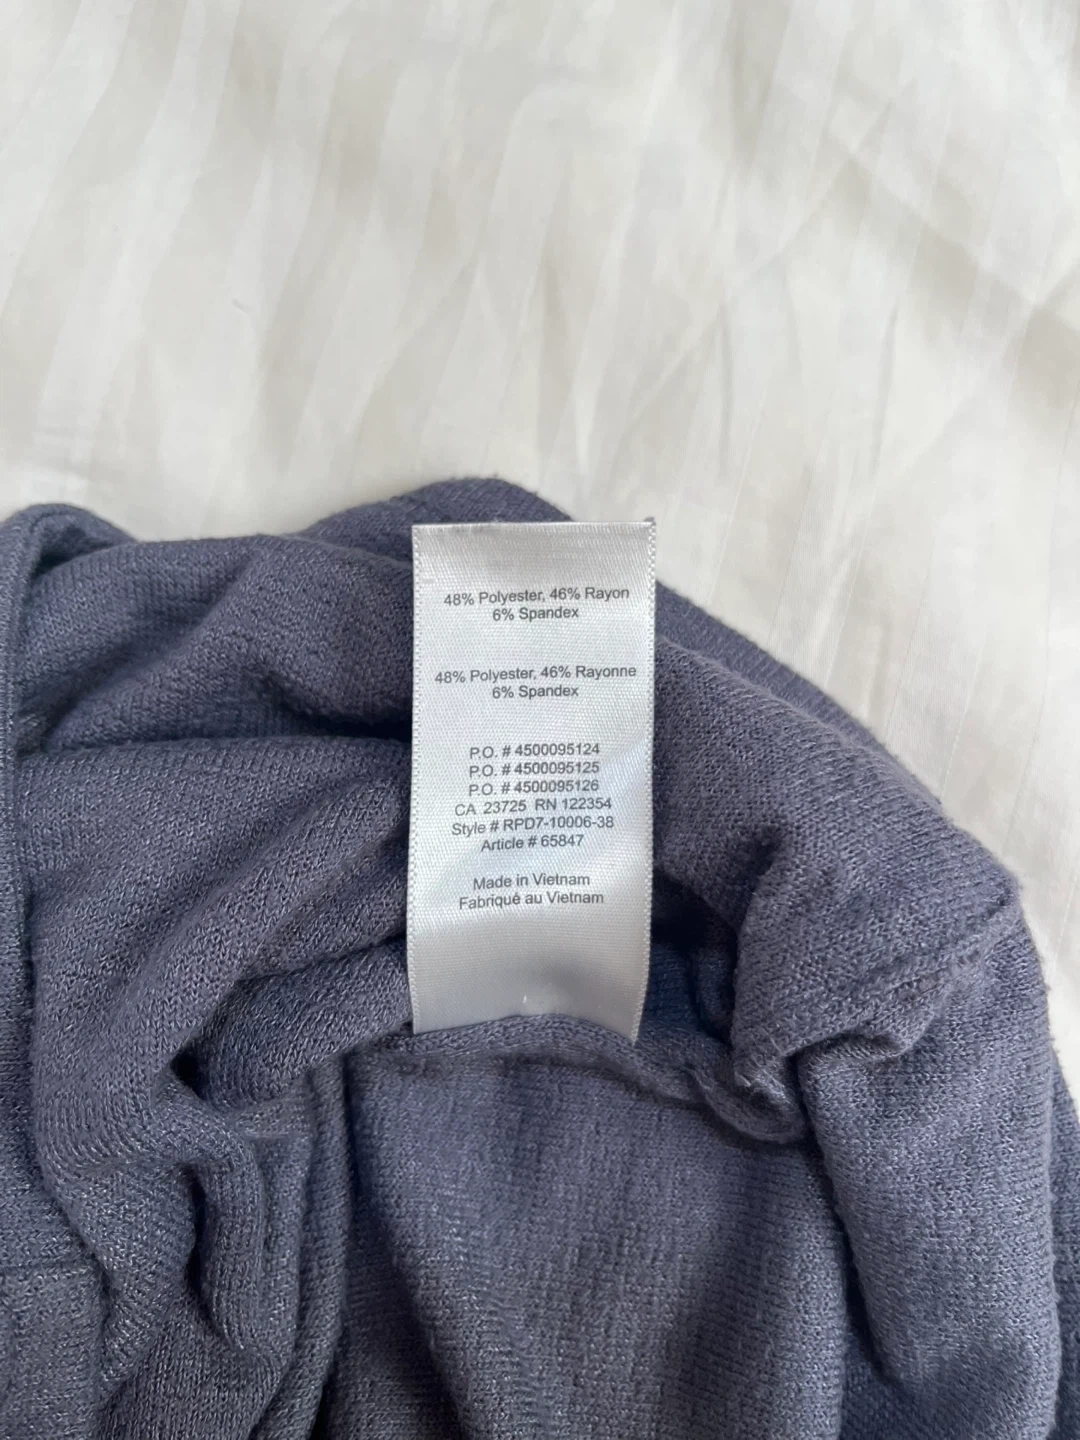 48% Polyester, 46% Rayon
6% Spandex
48% Polyester, 46% Rayonne
6% Spandex
P.O. # 4500095124
P.O. # 4500095125
P.O. # 4500095126
CA 23725 RN 122354
Style # RPD7-10006-38
Article # 65847
Made in Vietnam
Fabriqué au Vietnam